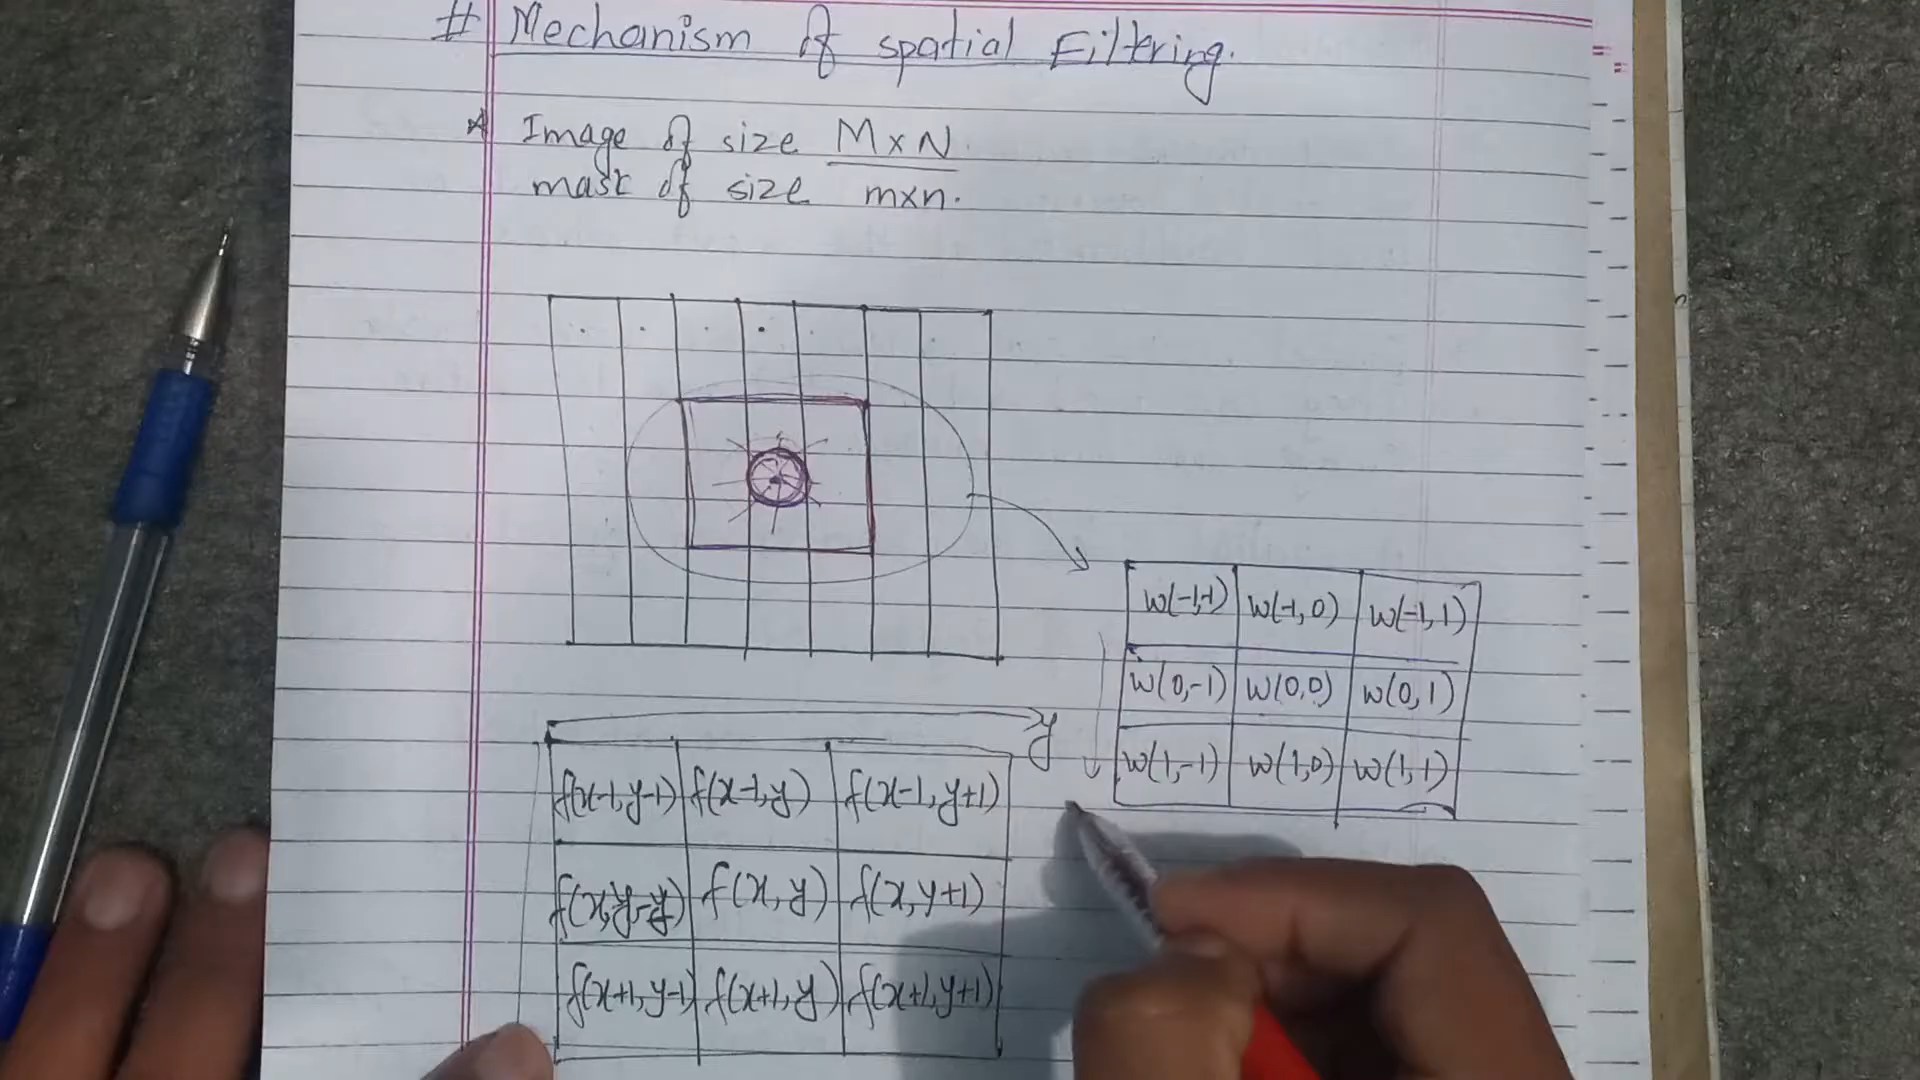 # Mechanism of spatial Filtering.
* Image of size M×N.
mask of size m×n.
w(-1,-1) w(-1,0) w(-1,1)
w(0,-1) w(0,0) w(0,1)
w(1,-1) w(1,0) w(1,1)
y
f(x-1,y-1) f(x-1,y) f(x-1,y+1)
f(x,y) f(x,y+1)
f(x+1,y-1) f(x+1,y) f(x+1,y+1)